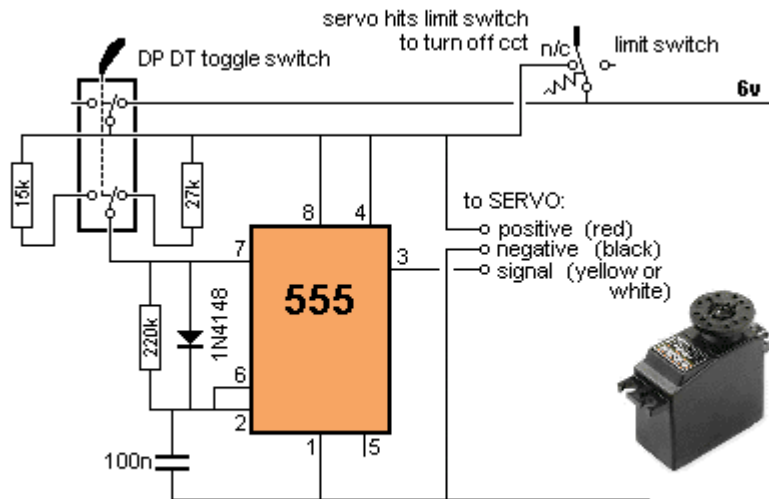 servo hits limit switch
to turn off cct
n/c
limit switch
DP DT toggle switch
6v
15k
27k
to SERVO:
positive (red)
negative (black)
signal (yellow or
white)
8
4
7
3
555
220k
1N4148
6
2
1
5
100n